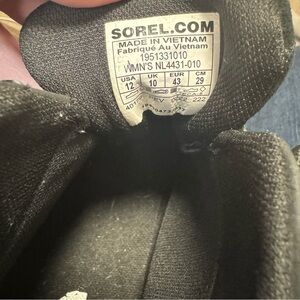 SOREL.COM
MADE IN VIETNAM
Fabriqué Au Vietnam
1951331010
WMN'S NL4431-010
USA UK EUR CM
12 10 43 29
222